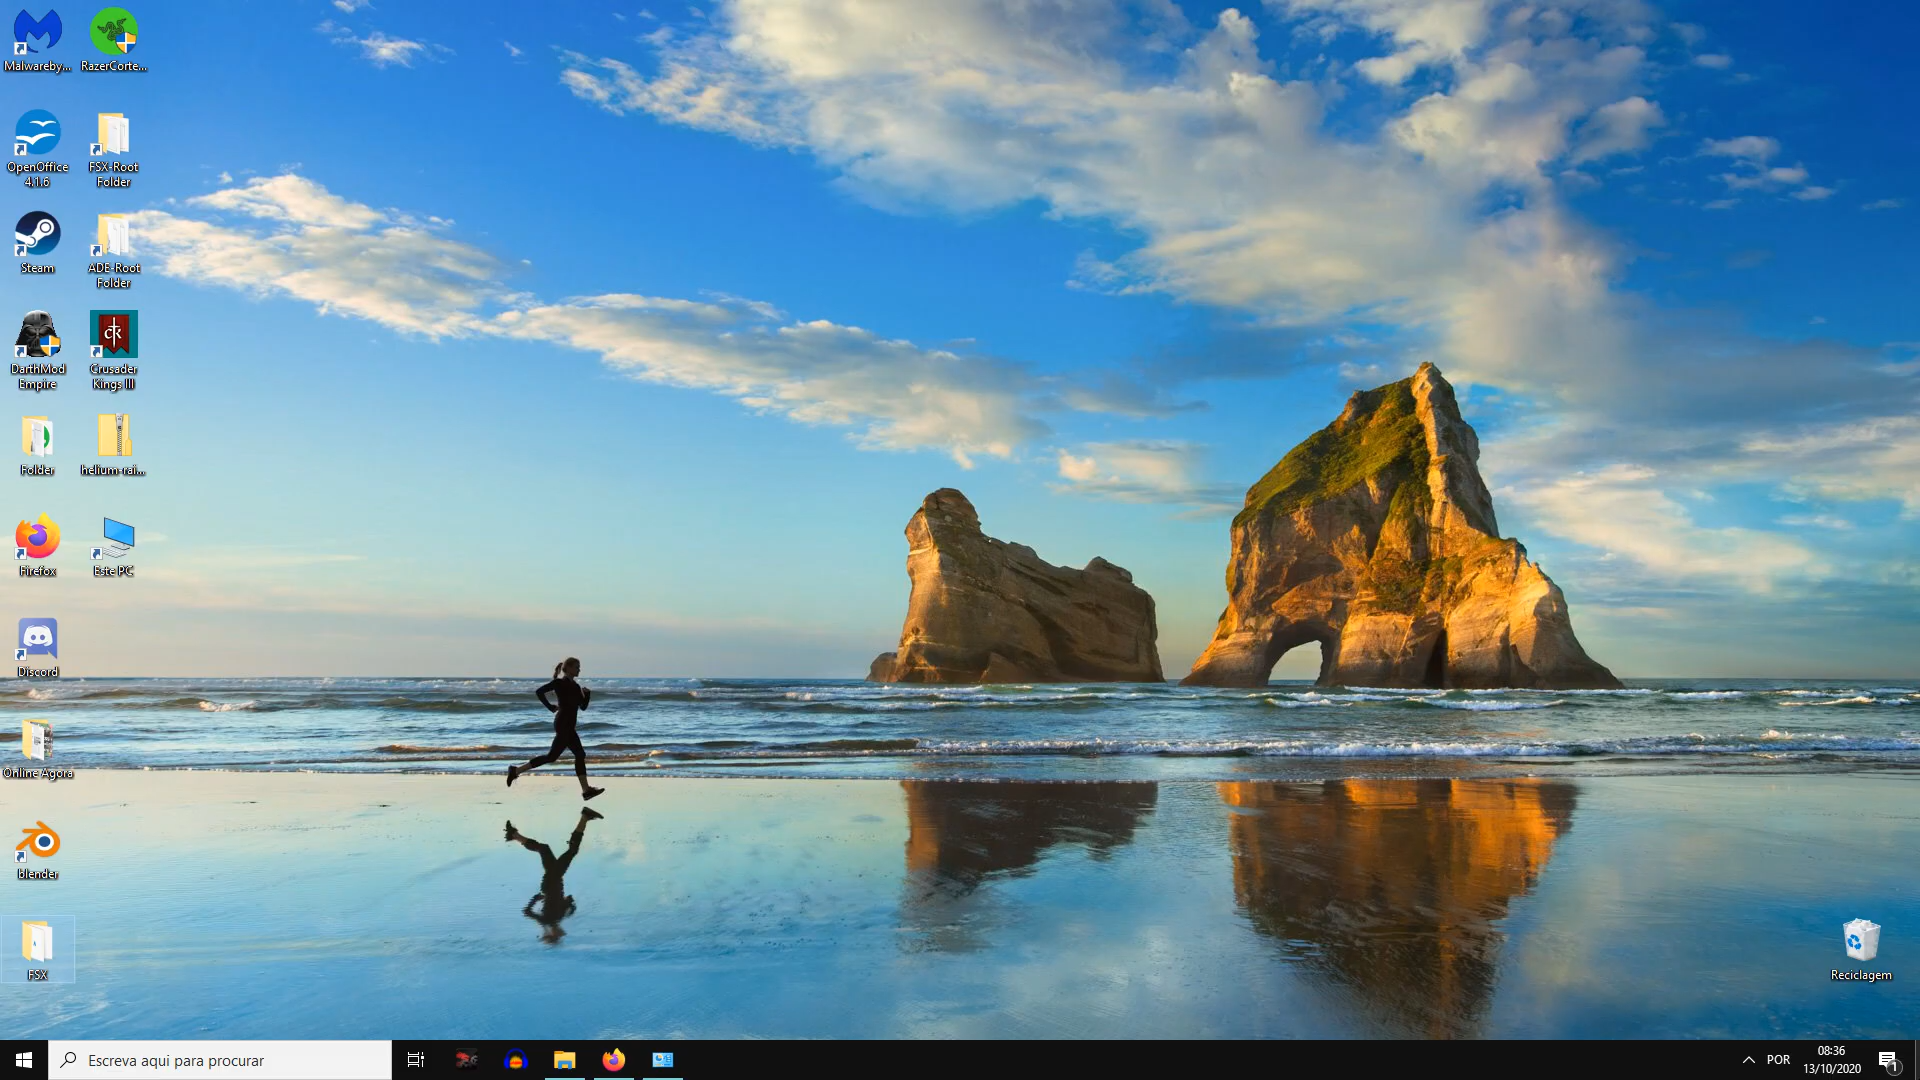 Malwareby...
RazerCorte...
OpenOffice
4.1.6
FSX-Root
Folder
Steam
ADE-Root
Folder
DarthMod
Empire
Crusader
Kings III
Folder
helium-rai...
Firefox
Este PC
Discord
Online Agora
blender
FSX
Reciclagem
Escreva aqui para procurar
POR
08:36
13/10/2020
1